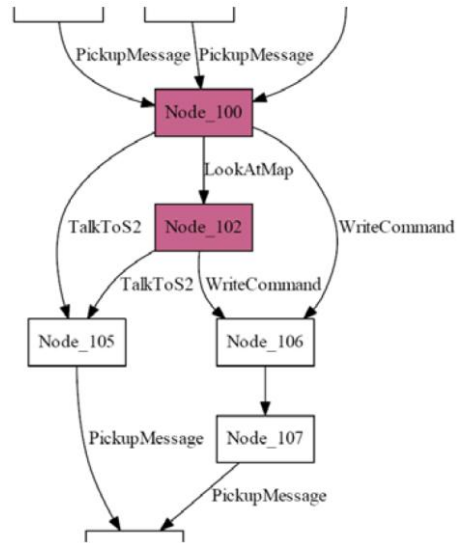 PickupMessage PickupMessage
Node_100
LookAtMap
TalkToS2 WriteCommand
Node_102
TalkToS2 WriteCommand
Node_105 Node_106
PickupMessage Node_107
PickupMessage